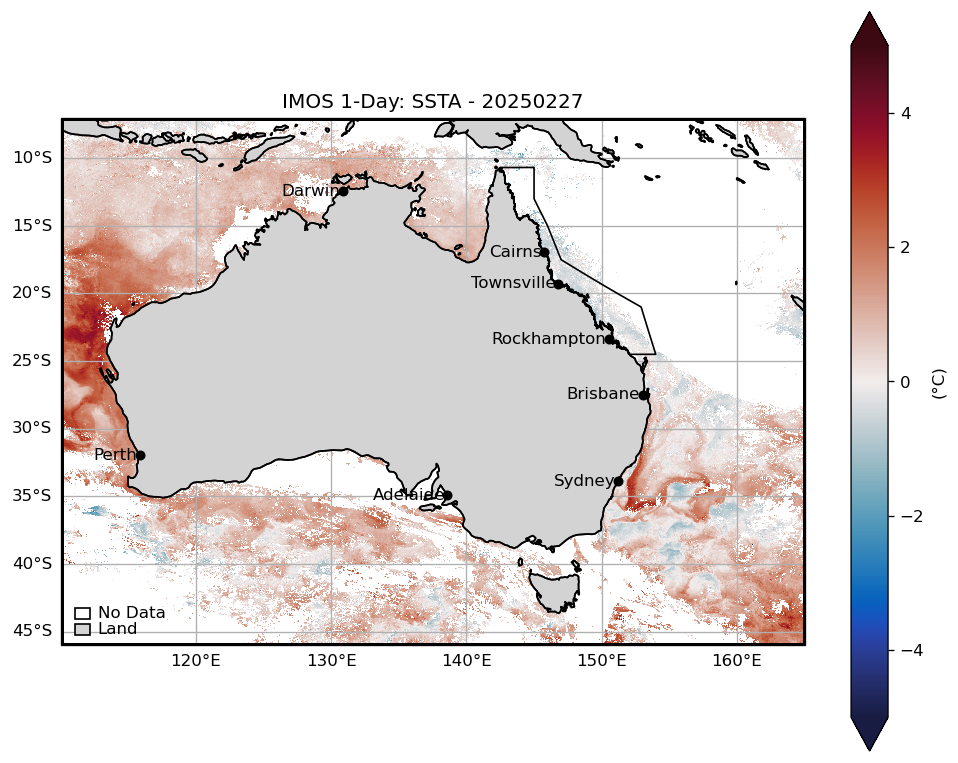 IMOS 1-Day: SSTA - 20250227
10°S
15°S
20°S
25°S
30°S
35°S
40°S
45°S
Darwin
Cairns
Townsville
Rockhampton
Brisbane
Perth
Sydney
Adelaide
No Data
Land
120°E
130°E
140°E
150°E
160°E
4
2
0
−2
−4
(°C)